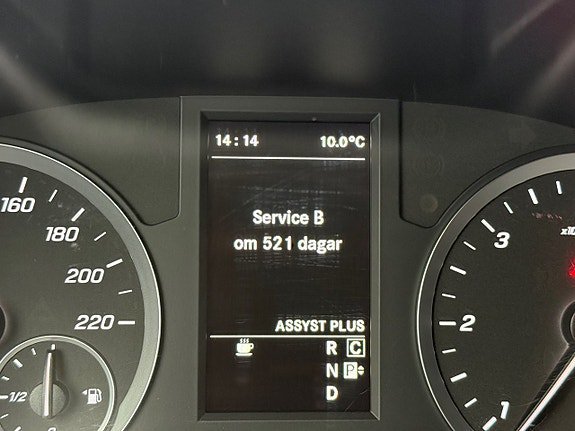 14:14 10.0°C
Service B
om 521 dagar
ASSYST PLUS
R C
N P
D
160
180
200
220
1/2
0
3
2
1